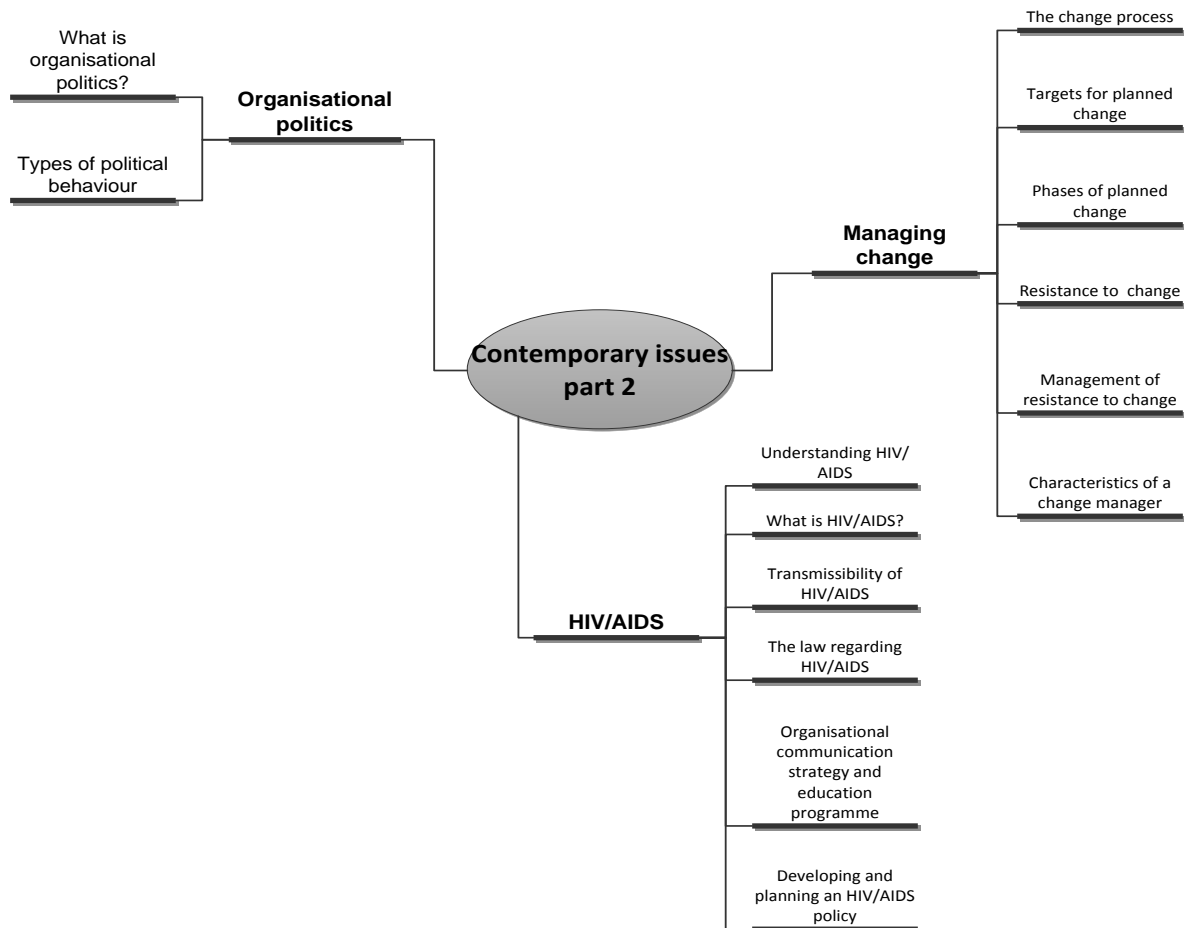 What is
organisational
politics?
Types of political
behaviour
Organisational
politics
Contemporary issues
part 2
Managing
change
The change process
Targets for planned
change
Phases of planned
change
Resistance to  change
Management of
resistance to change
Characteristics of a
change manager
HIV/AIDS
Understanding HIV/
AIDS
What is HIV/AIDS?
Transmissibility of
HIV/AIDS
The law regarding
HIV/AIDS
Organisational
communication
strategy and
education
programme
Developing and
planning an HIV/AIDS
policy